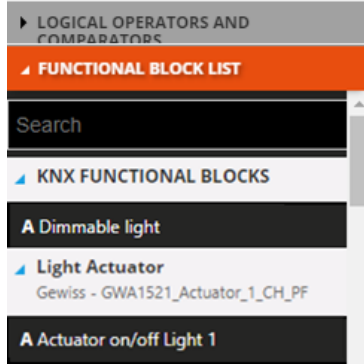 LOGICAL OPERATORS AND
COMPARATORS
FUNCTIONAL BLOCK LIST
Search
KNX FUNCTIONAL BLOCKS
A Dimmable light
Light Actuator
Gewiss - GWA1521_Actuator_1_CH_PF
A Actuator on/off Light 1